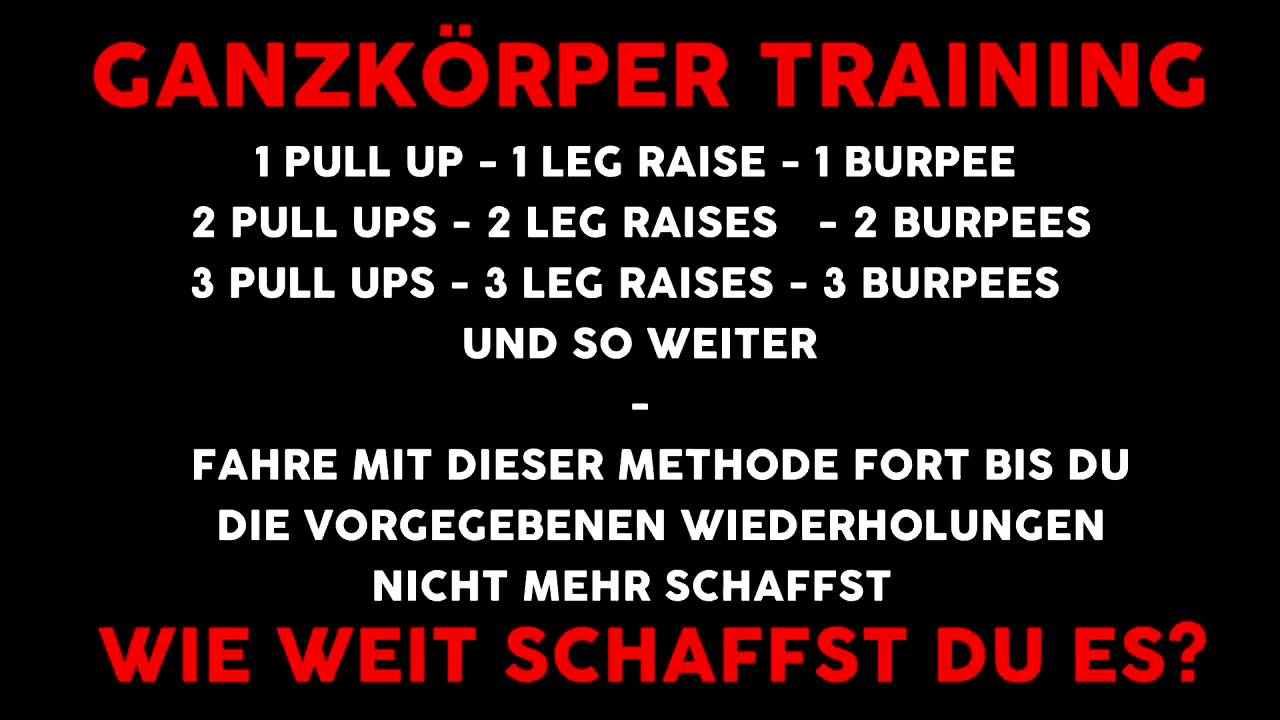 GANZKÖRPER TRAINING
1 PULL UP - 1 LEG RAISE - 1 BURPEE
2 PULL UPS - 2 LEG RAISES - 2 BURPEES
3 PULL UPS - 3 LEG RAISES - 3 BURPEES
UND SO WEITER
-
FAHRE MIT DIESER METHODE FORT BIS DU
DIE VORGEGEBENEN WIEDERHOLUNGEN
NICHT MEHR SCHAFFST
WIE WEIT SCHAFFST DU ES?